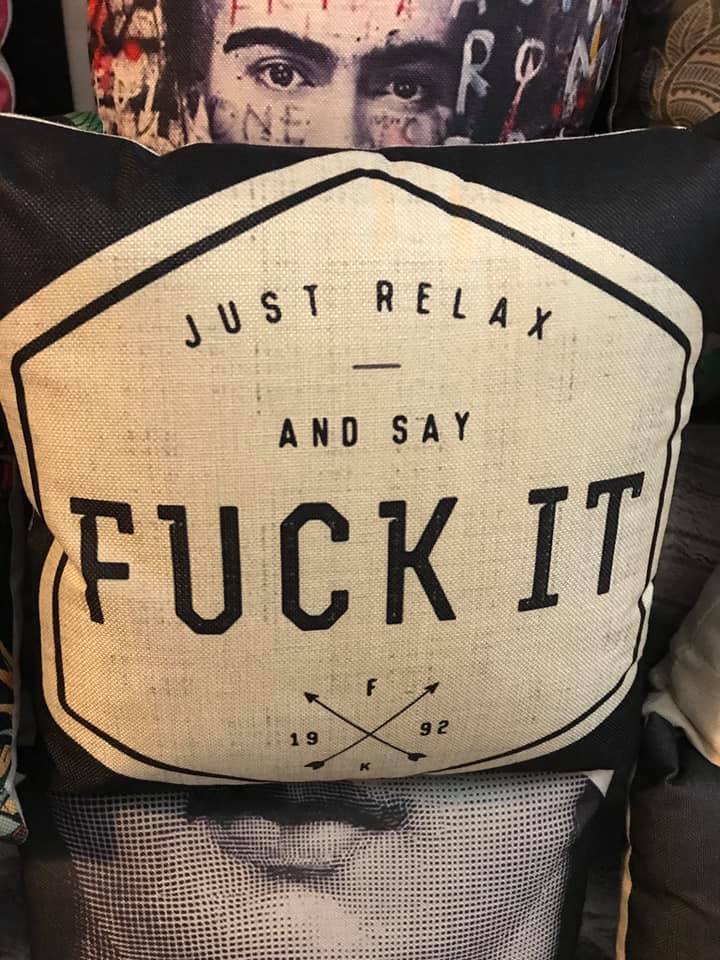 JUST RELAX
AND SAY
FUCK IT
F
19 92
K